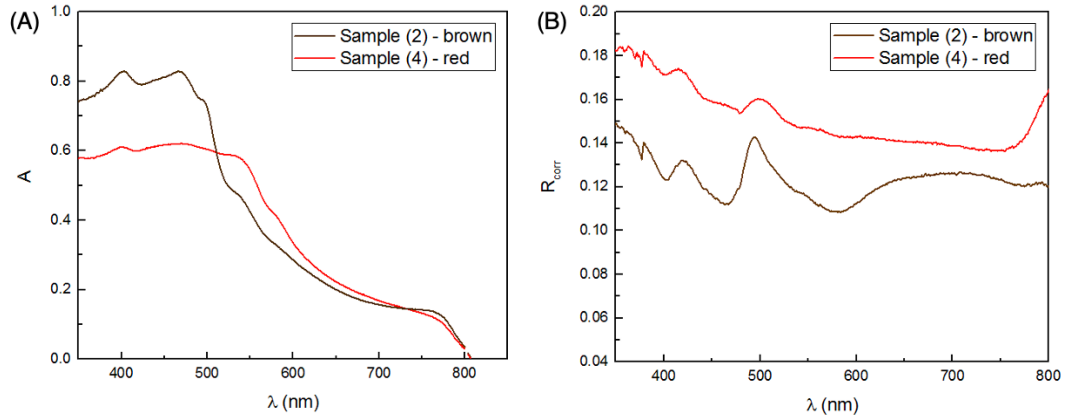 (A)
1.0
0.8
0.6
0.4
0.2
0.0
A
400
500
600
700
800
λ (nm)
Sample (2) - brown
Sample (4) - red
(B)
0.20
0.18
0.16
0.14
0.12
0.10
0.08
0.06
0.04
R_corr
400
500
600
700
800
λ (nm)
Sample (2) - brown
Sample (4) - red